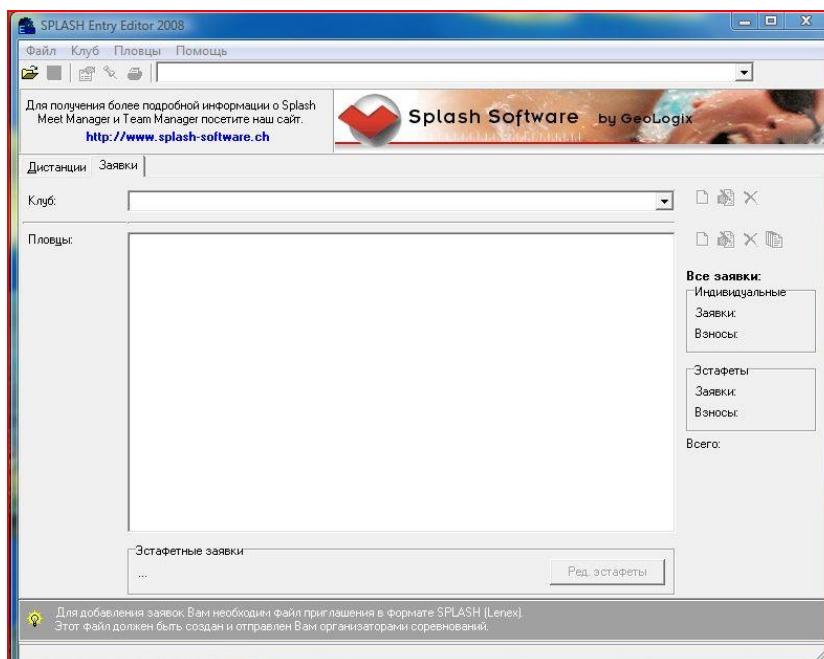 SPLASH Entry Editor 2008
Файл Клуб Пловцы Помощь
Для получения более подробной информации о Splash
Meet Manager и Team Manager посетите наш сайт.
http://www.splash-software.ch
Splash Software by GeoLogix
Дистанции Заявки
Клуб:
Пловцы:
Все заявки:
Индивидуальные
Заявки:
Взносы:
Эстафеты
Заявки:
Взносы:
Всего:
Эстафетные заявки
...
Ред. эстафеты
Для добавления заявок Вам необходим файл приглашения в формате SPLASH (Lenex).
Этот файл должен быть создан и отправлен Вам организаторами соревнований.